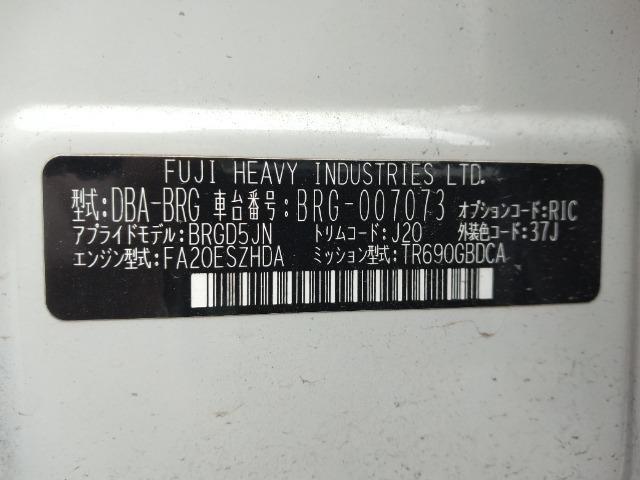 FUJI HEAVY INDUSTRIES LTD.
型式:DBA-BRG 車台番号:BRG-007073 オプションコード:RIC
アプライドモデル:BRGD5JN トリムコード:J20 外装色コード:37J
エンジン型式:FA20ESZHDA ミッション型式:TR690GBDCA